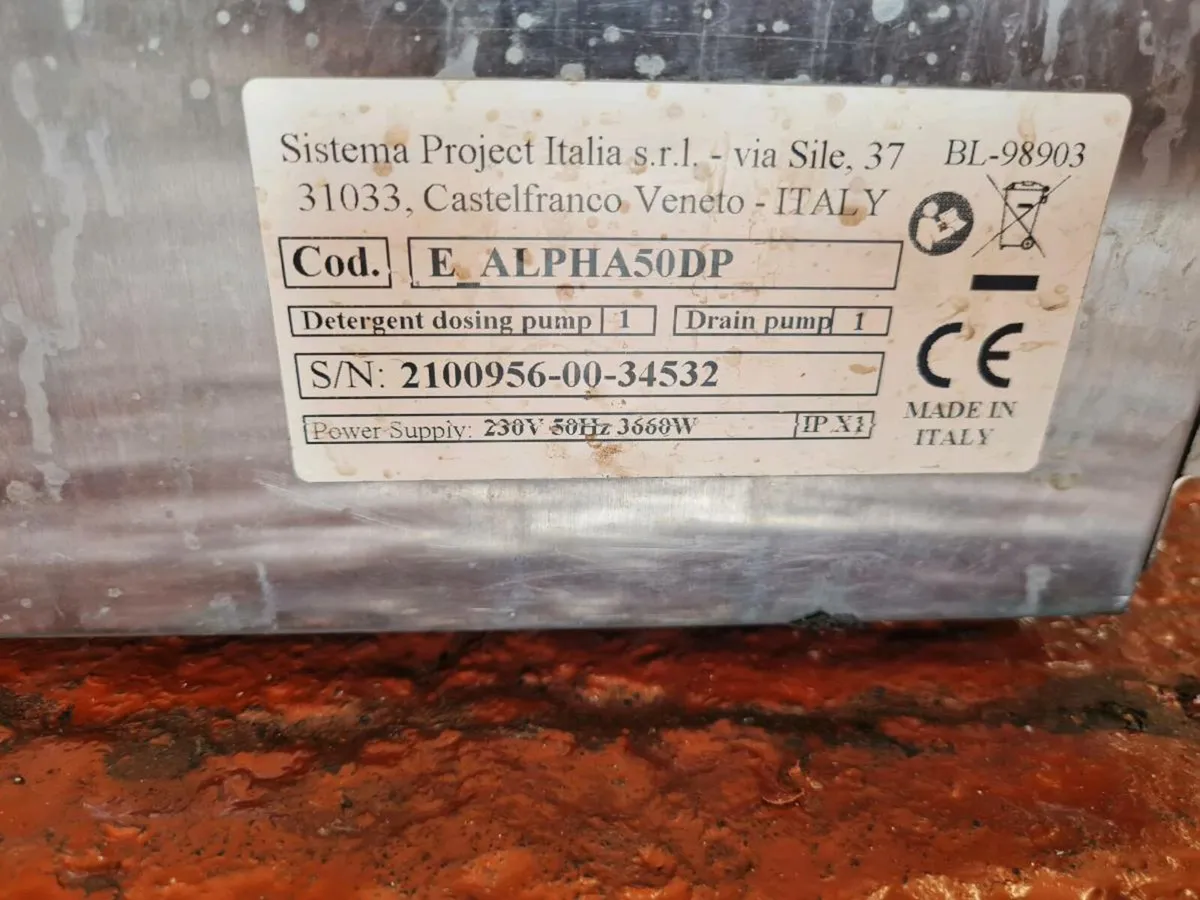 Sistema Project Italia s.r.l. - via Sile, 37 BL-98903
31033, Castelfranco Veneto - ITALY
Cod. E_ALPHA50DP
Detergent dosing pump 1 Drain pump 1
S/N: 2100956-00-34532
Power Supply: 230V 50Hz 3660W IP X1
CE
MADE IN
ITALY